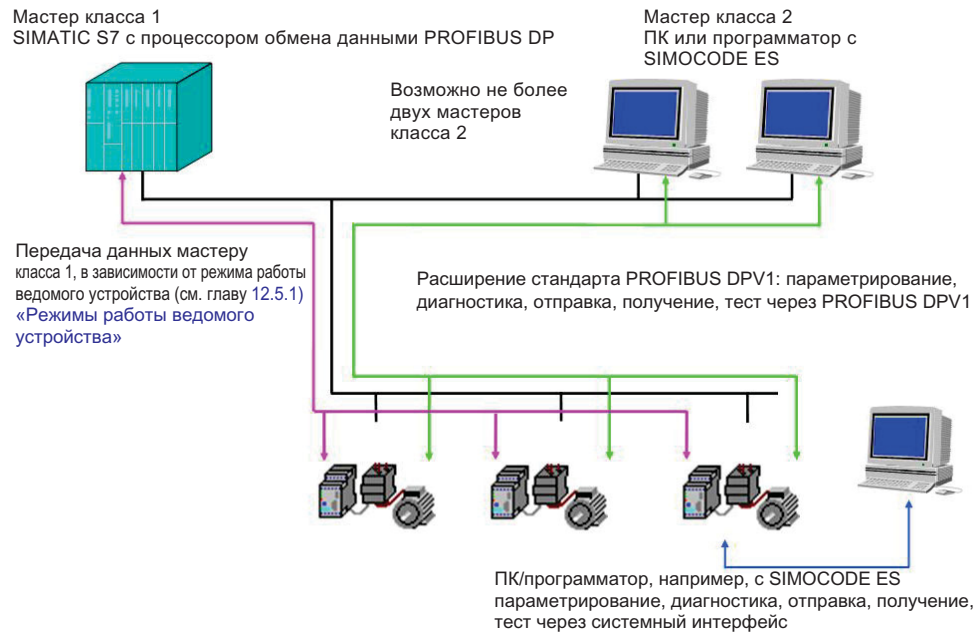 Мастер класса 1
SIMATIC S7 с процессором обмена данными PROFIBUS DP
Мастер класса 2
ПК или программатор с
SIMOCODE ES
Возможно не более
двух мастеров
класса 2
Передача данных мастеру
класса 1, в зависимости от режима работы
ведомого устройства (см. главу 12.5.1)
«Режимы работы ведомого
устройства»
Расширение стандарта PROFIBUS DPV1: параметрирование,
диагностика, отправка, получение, тест через PROFIBUS DPV1
ПК/программатор, например, с SIMOCODE ES
параметрирование, диагностика, отправка, получение,
тест через системный интерфейс